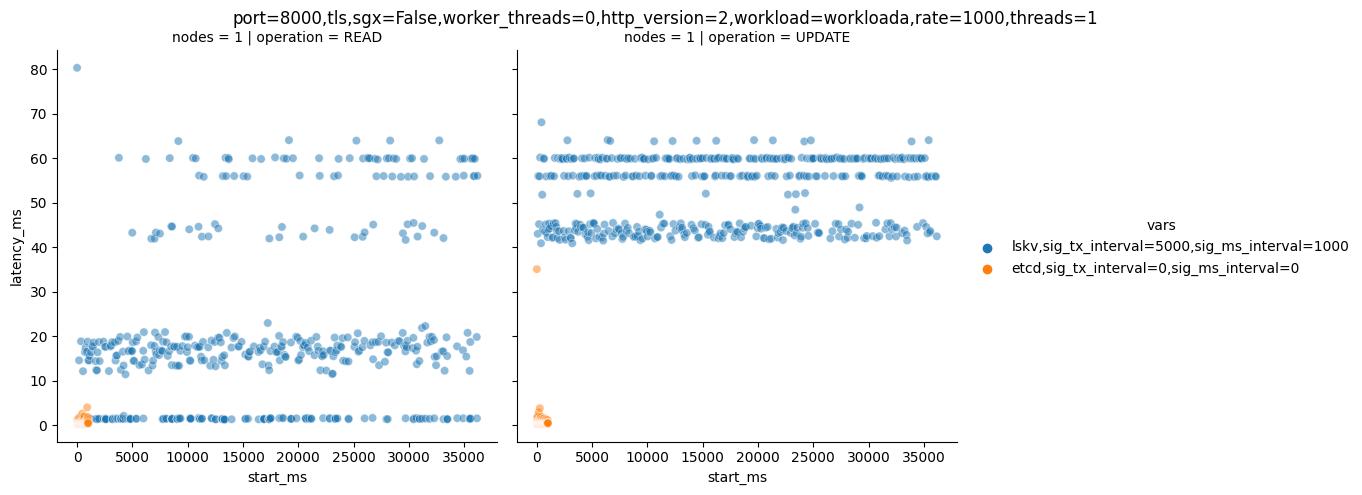 port=8000,tls,sgx=False,worker_threads=0,http_version=2,workload=workloada,rate=1000,threads=1
nodes = 1 | operation = READ
nodes = 1 | operation = UPDATE
latency_ms
80
70
60
50
40
30
20
10
0
0 5000 10000 15000 20000 25000 30000 35000
start_ms
0 5000 10000 15000 20000 25000 30000 35000
start_ms
vars
lskv,sig_tx_interval=5000,sig_ms_interval=1000
etcd,sig_tx_interval=0,sig_ms_interval=0